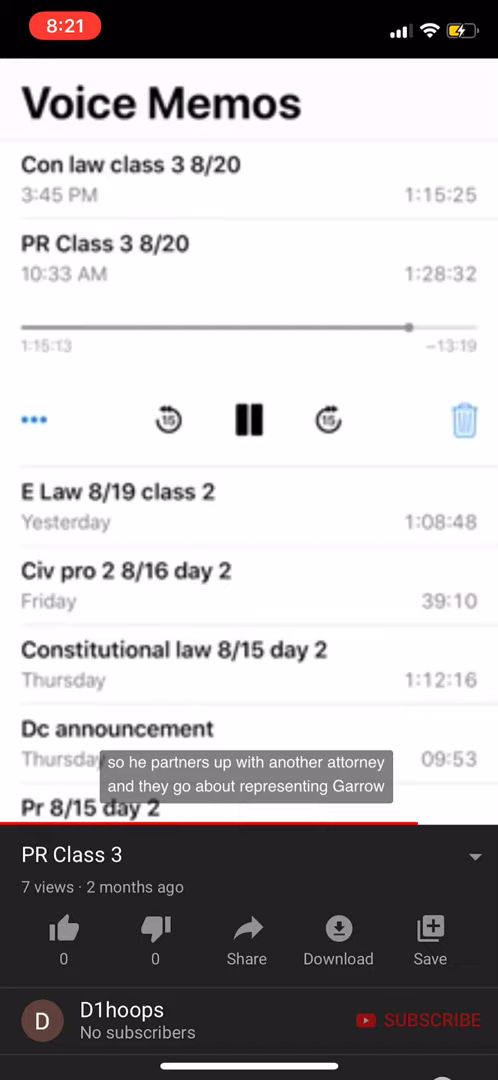 8:21
Voice Memos
Con law class 3 8/20
3:45 PM 1:15:25
PR Class 3 8/20
10:33 AM 1:28:32
1:15:13 −13:19
15 15
E Law 8/19 class 2
Yesterday 1:08:48
Civ pro 2 8/16 day 2
Friday 39:10
Constitutional law 8/15 day 2
Thursday 1:12:16
Dc announcement
Thursday 09:53
so he partners up with another attorney
and they go about representing Garrow
Pr 8/15 day 2
PR Class 3
7 views · 2 months ago
0 0 Share Download Save
D D1hoops
No subscribers
SUBSCRIBE